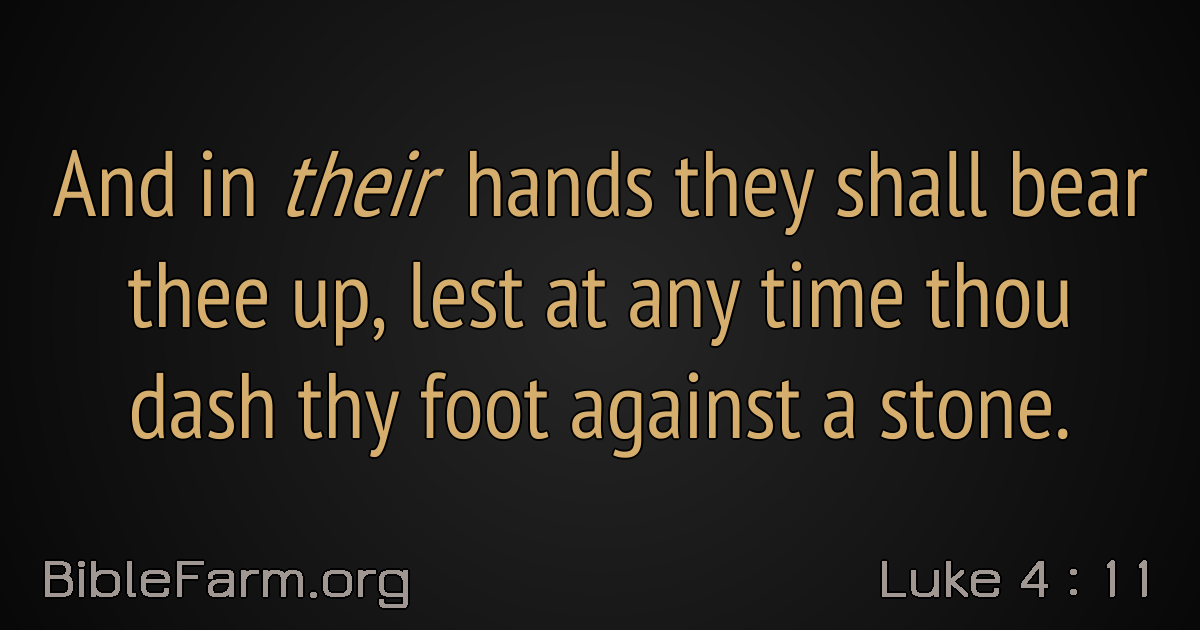 And in their hands they shall bear
thee up, lest at any time thou
dash thy foot against a stone.
BibleFarm.org
Luke 4 : 11